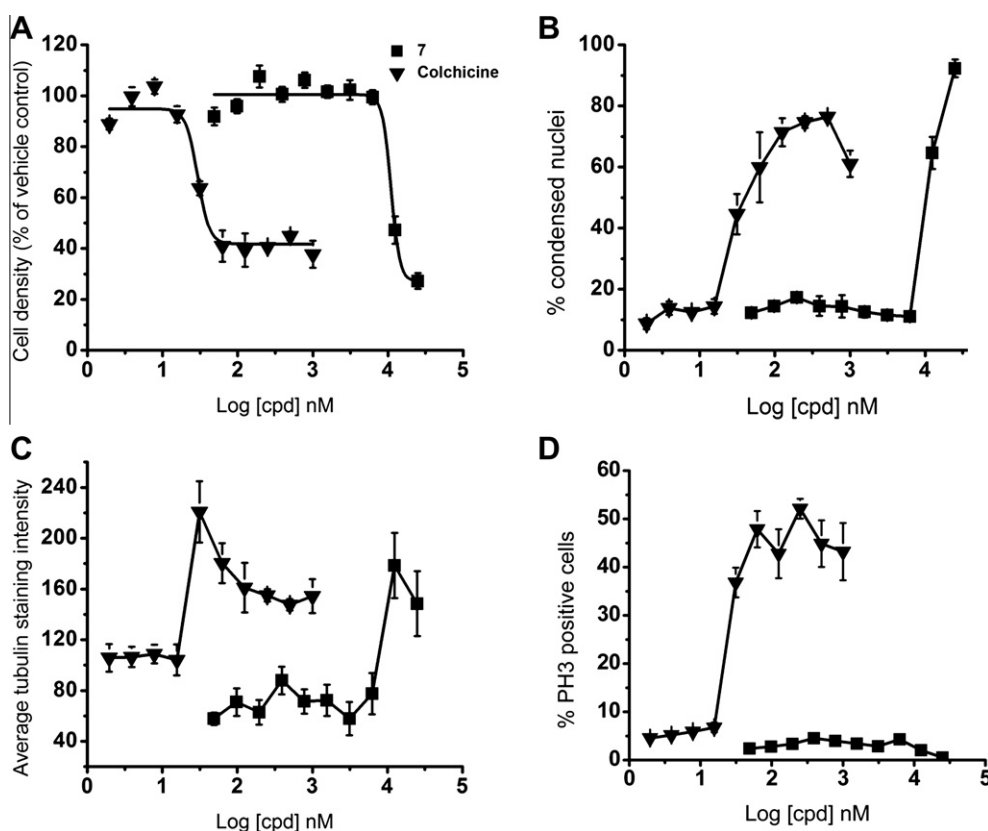 A
Cell density (% of vehicle control)
120
100
80
60
40
20
0
0 1 2 3 4 5
Log [cpd] nM
7
Colchicine
B
% condensed nuclei
100
80
60
40
20
0
0 1 2 3 4
Log [cpd] nM
C
Average tubulin staining intensity
240
200
160
120
80
40
0 1 2 3 4 5
Log [cpd] nM
D
% PH3 positive cells
60
50
40
30
20
10
0
0 1 2 3 4 5
Log [cpd] nM